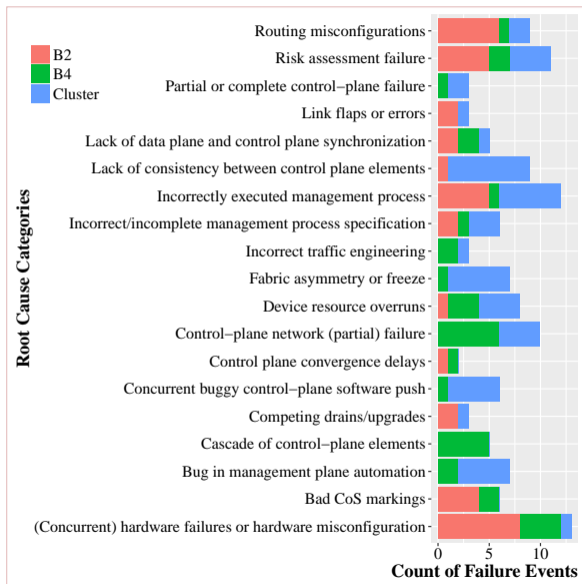 Routing misconfigurations
Risk assessment failure
Partial or complete control−plane failure
Link flaps or errors
Lack of data plane and control plane synchronization
Lack of consistency between control plane elements
Incorrectly executed management process
Incorrect/incomplete management process specification
Incorrect traffic engineering
Fabric asymmetry or freeze
Device resource overruns
Control−plane network (partial) failure
Control plane convergence delays
Concurrent buggy control−plane software push
Competing drains/upgrades
Cascade of control−plane elements
Bug in management plane automation
Bad CoS markings
(Concurrent) hardware failures or hardware misconfiguration
B2
B4
Cluster
Root Cause Categories
0 5 10
Count of Failure Events